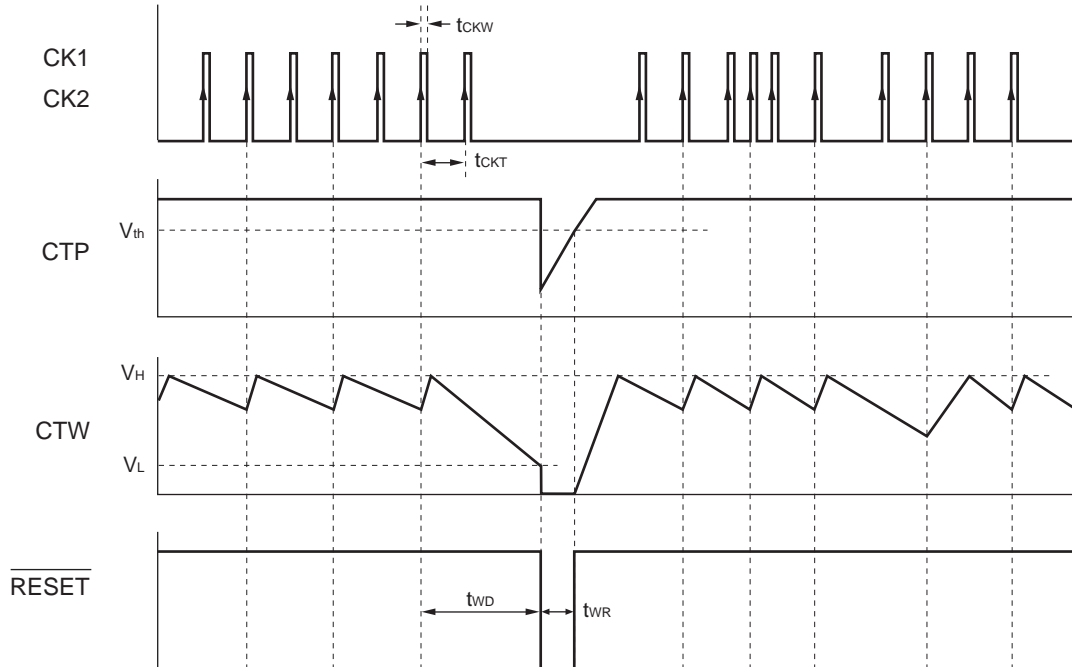 tCKW
CK1
CK2
tCKT
Vth
CTP
VH
CTW
VL
RESET
tWD
tWR